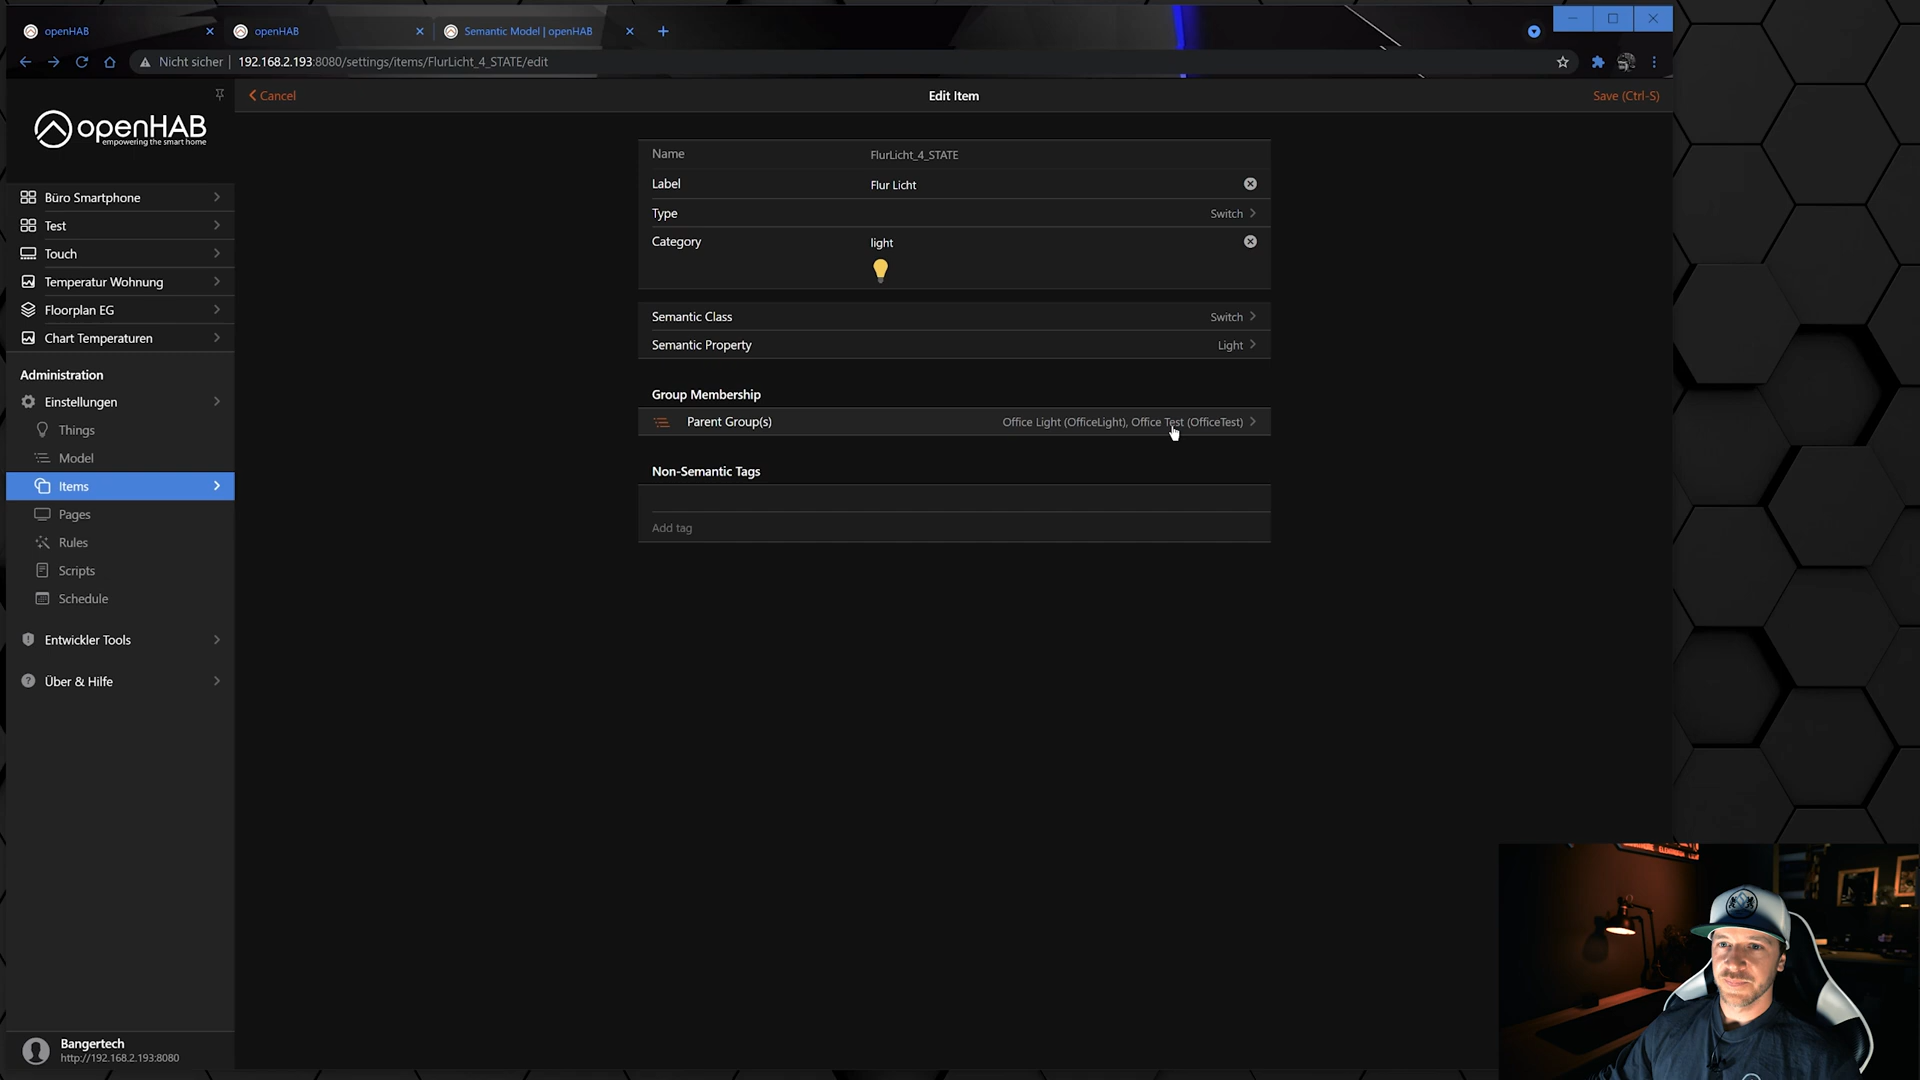 openHAB
openHAB
Semantic Model | openHAB
Nicht sicher
192.168.2.193:8080/settings/items/FlurLicht_4_STATE/edit
openHAB
empowering the smart home
Cancel
Edit Item
Save (Ctrl-S)
Büro Smartphone
Test
Touch
Temperatur Wohnung
Floorplan EG
Chart Temperaturen
Administration
Einstellungen
Things
Model
Items
Pages
Rules
Scripts
Schedule
Entwickler Tools
Über & Hilfe
Name FlurLicht_4_STATE
Label Flur Licht
Type Switch
Category light
Semantic Class Switch
Semantic Property Light
Group Membership
Parent Group(s) Office Light (OfficeLight), Office Test (OfficeTest)
Non-Semantic Tags
Add tag
Bangertech
http://192.168.2.193:8080